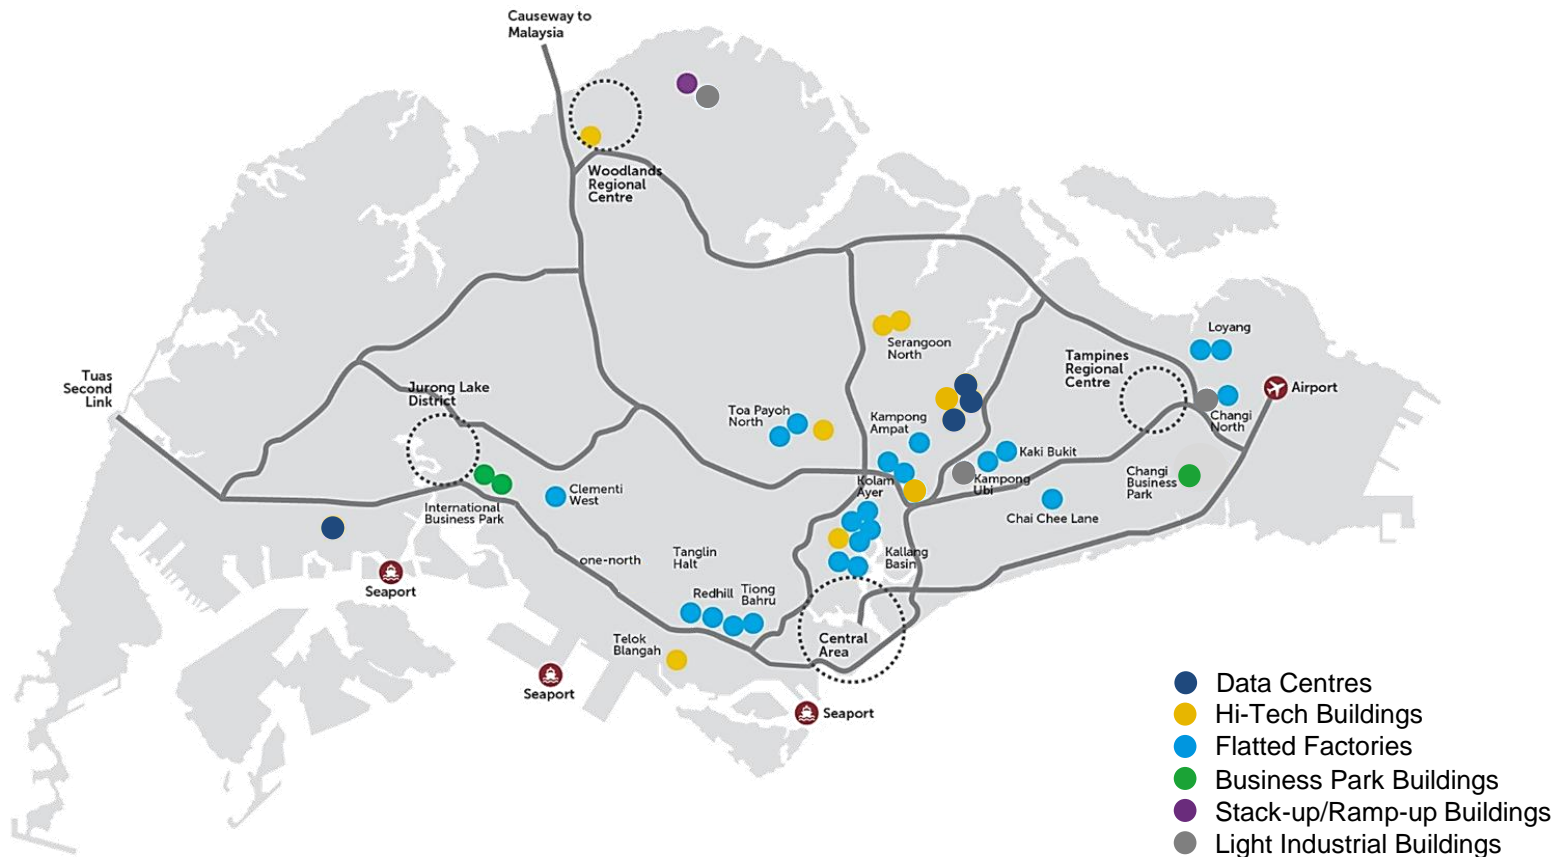 Causeway to
Malaysia
Woodlands
Regional
Centre
Serangoon
North
Loyang
Tampines
Regional
Centre
Tuas
Second
Link
Jurong Lake
District
Airport
Toa Payoh
North
Kampong
Ampat
Changi
North
Kaki Bukit
Kolam
Ayer
Kampong
Ubi
Changi
Business
Park
Clementi
West
International
Business Park
Chai Chee Lane
one-north
Tanglin
Halt
Kallang
Basin
Seaport
Redhill
Tiong
Bahru
Telok
Blangah
Central
Area
Seaport
Seaport
Data Centres
Hi-Tech Buildings
Flatted Factories
Business Park Buildings
Stack-up/Ramp-up Buildings
Light Industrial Buildings